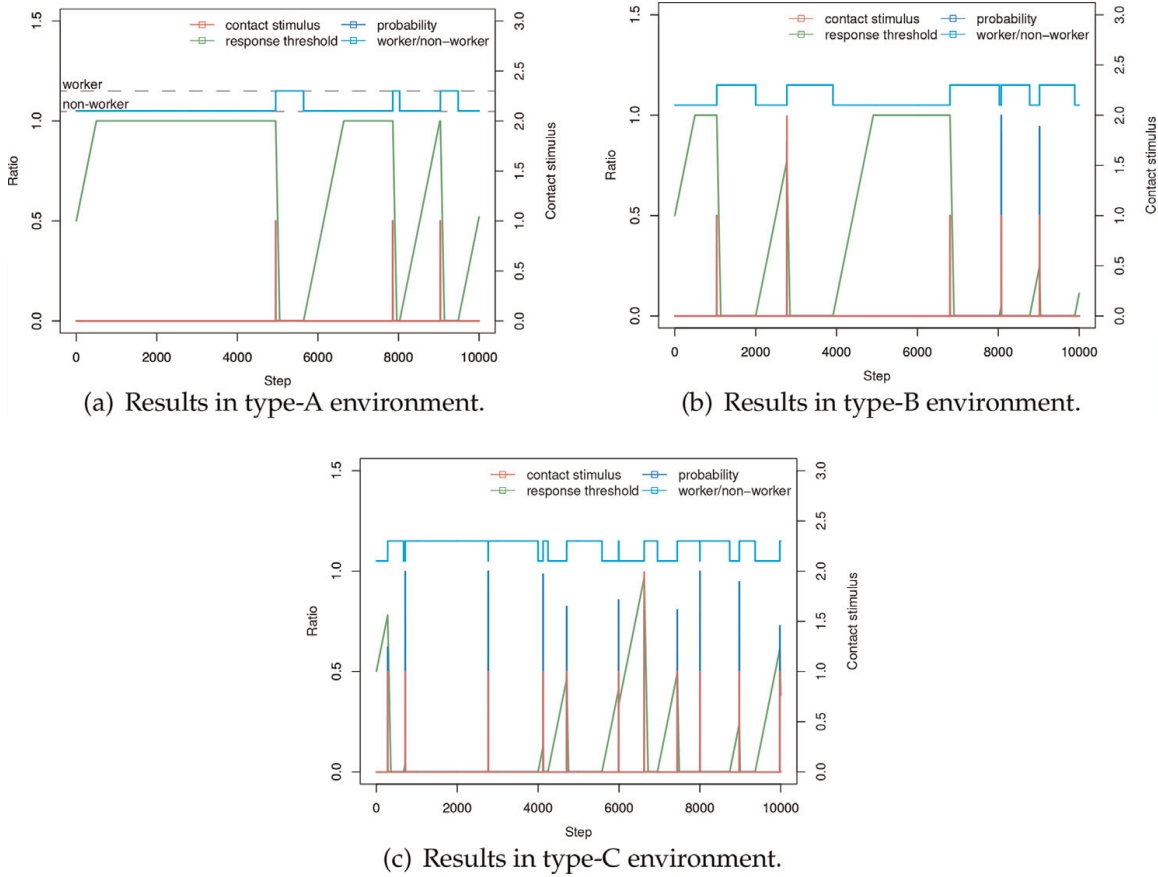 contact stimulus
response threshold
probability
worker/non−worker
worker
non−worker
1.5
1.0
0.5
0.0
Ratio
3.0
2.5
2.0
1.5
1.0
0.5
0.0
Contact stimulus
0 2000 4000 6000 8000 10000
Step
(a) Results in type-A environment.
contact stimulus
response threshold
probability
worker/non−worker
1.5
1.0
0.5
0.0
Ratio
3.0
2.5
2.0
1.5
1.0
0.5
0.0
Contact stimulus
0 2000 4000 6000 8000 10000
Step
(b) Results in type-B environment.
contact stimulus
response threshold
probability
worker/non−worker
1.5
1.0
0.5
0.0
Ratio
3.0
2.5
2.0
1.5
1.0
0.5
0.0
Contact stimulus
0 2000 4000 6000 8000 10000
Step
(c) Results in type-C environment.